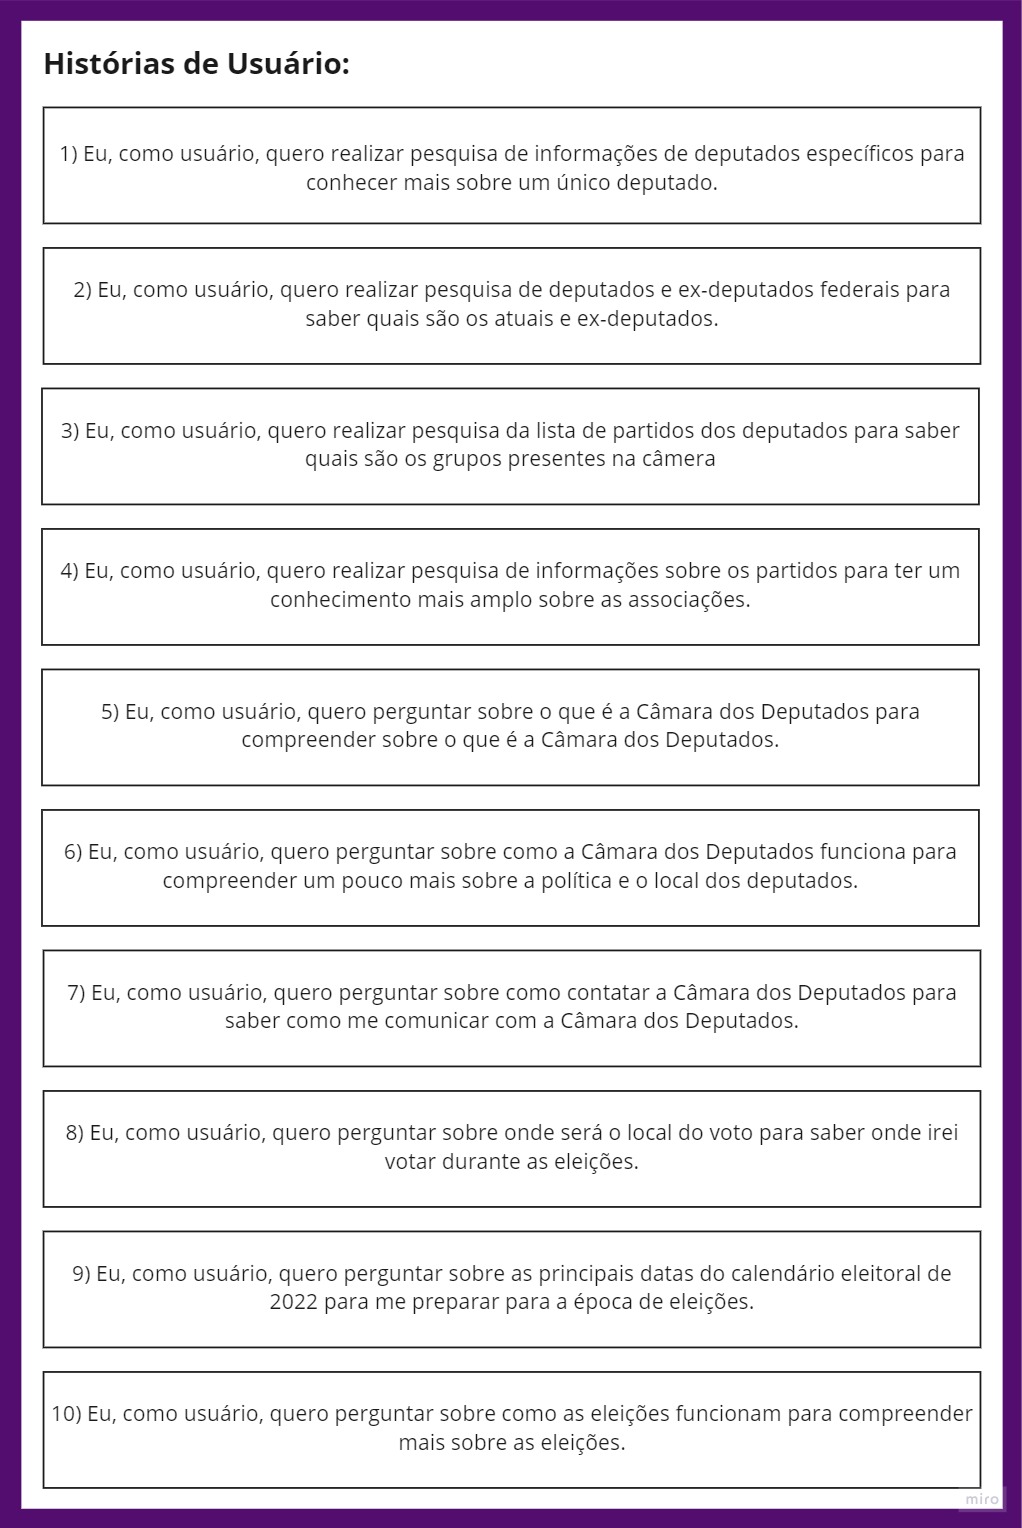 Histórias de Usuário:
1) Eu, como usuário, quero realizar pesquisa de informações de deputados específicos para
conhecer mais sobre um único deputado.
2) Eu, como usuário, quero realizar pesquisa de deputados e ex-deputados federais para
saber quais são os atuais e ex-deputados.
3) Eu, como usuário, quero realizar pesquisa da lista de partidos dos deputados para saber
quais são os grupos presentes na câmera
4) Eu, como usuário, quero realizar pesquisa de informações sobre os partidos para ter um
conhecimento mais amplo sobre as associações.
5) Eu, como usuário, quero perguntar sobre o que é a Câmara dos Deputados para
compreender sobre o que é a Câmara dos Deputados.
6) Eu, como usuário, quero perguntar sobre como a Câmara dos Deputados funciona para
compreender um pouco mais sobre a política e o local dos deputados.
7) Eu, como usuário, quero perguntar sobre como contatar a Câmara dos Deputados para
saber como me comunicar com a Câmara dos Deputados.
8) Eu, como usuário, quero perguntar sobre onde será o local do voto para saber onde irei
votar durante as eleições.
9) Eu, como usuário, quero perguntar sobre as principais datas do calendário eleitoral de
2022 para me preparar para a época de eleições.
10) Eu, como usuário, quero perguntar sobre como as eleições funcionam para compreender
mais sobre as eleições.
miro